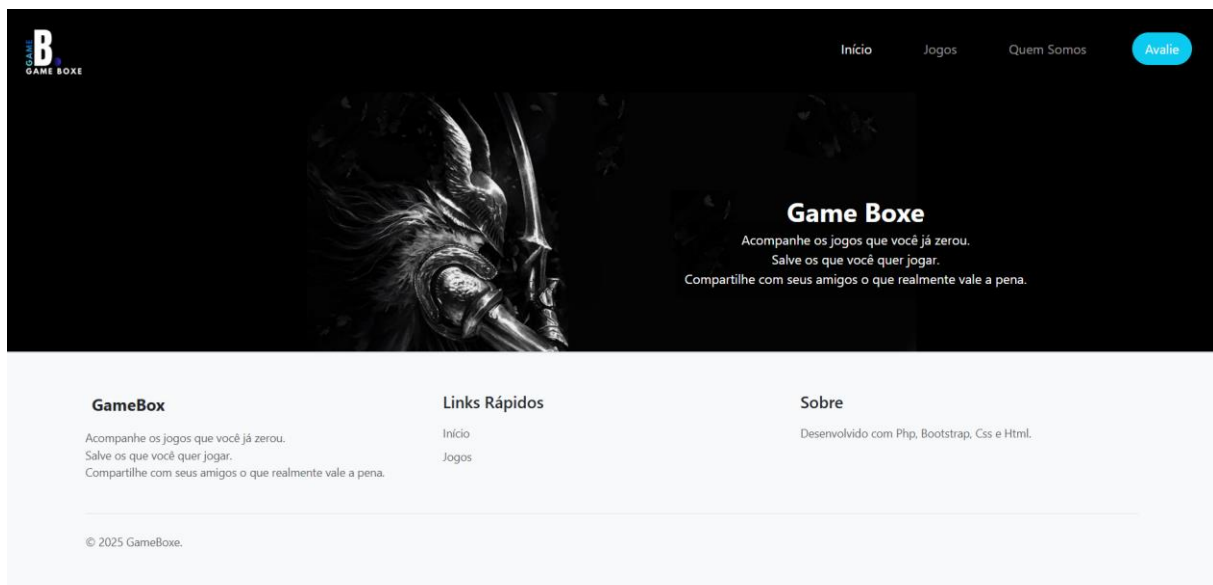 GAME
B.
GAME BOXE
Início
Jogos
Quem Somos
Avalie
Game Boxe
Acompanhe os jogos que você já zerou.
Salve os que você quer jogar.
Compartilhe com seus amigos o que realmente vale a pena.
GameBox
Acompanhe os jogos que você já zerou.
Salve os que você quer jogar.
Compartilhe com seus amigos o que realmente vale a pena.
Links Rápidos
Início
Jogos
Sobre
Desenvolvido com Php, Bootstrap, Css e Html.
© 2025 GameBoxe.